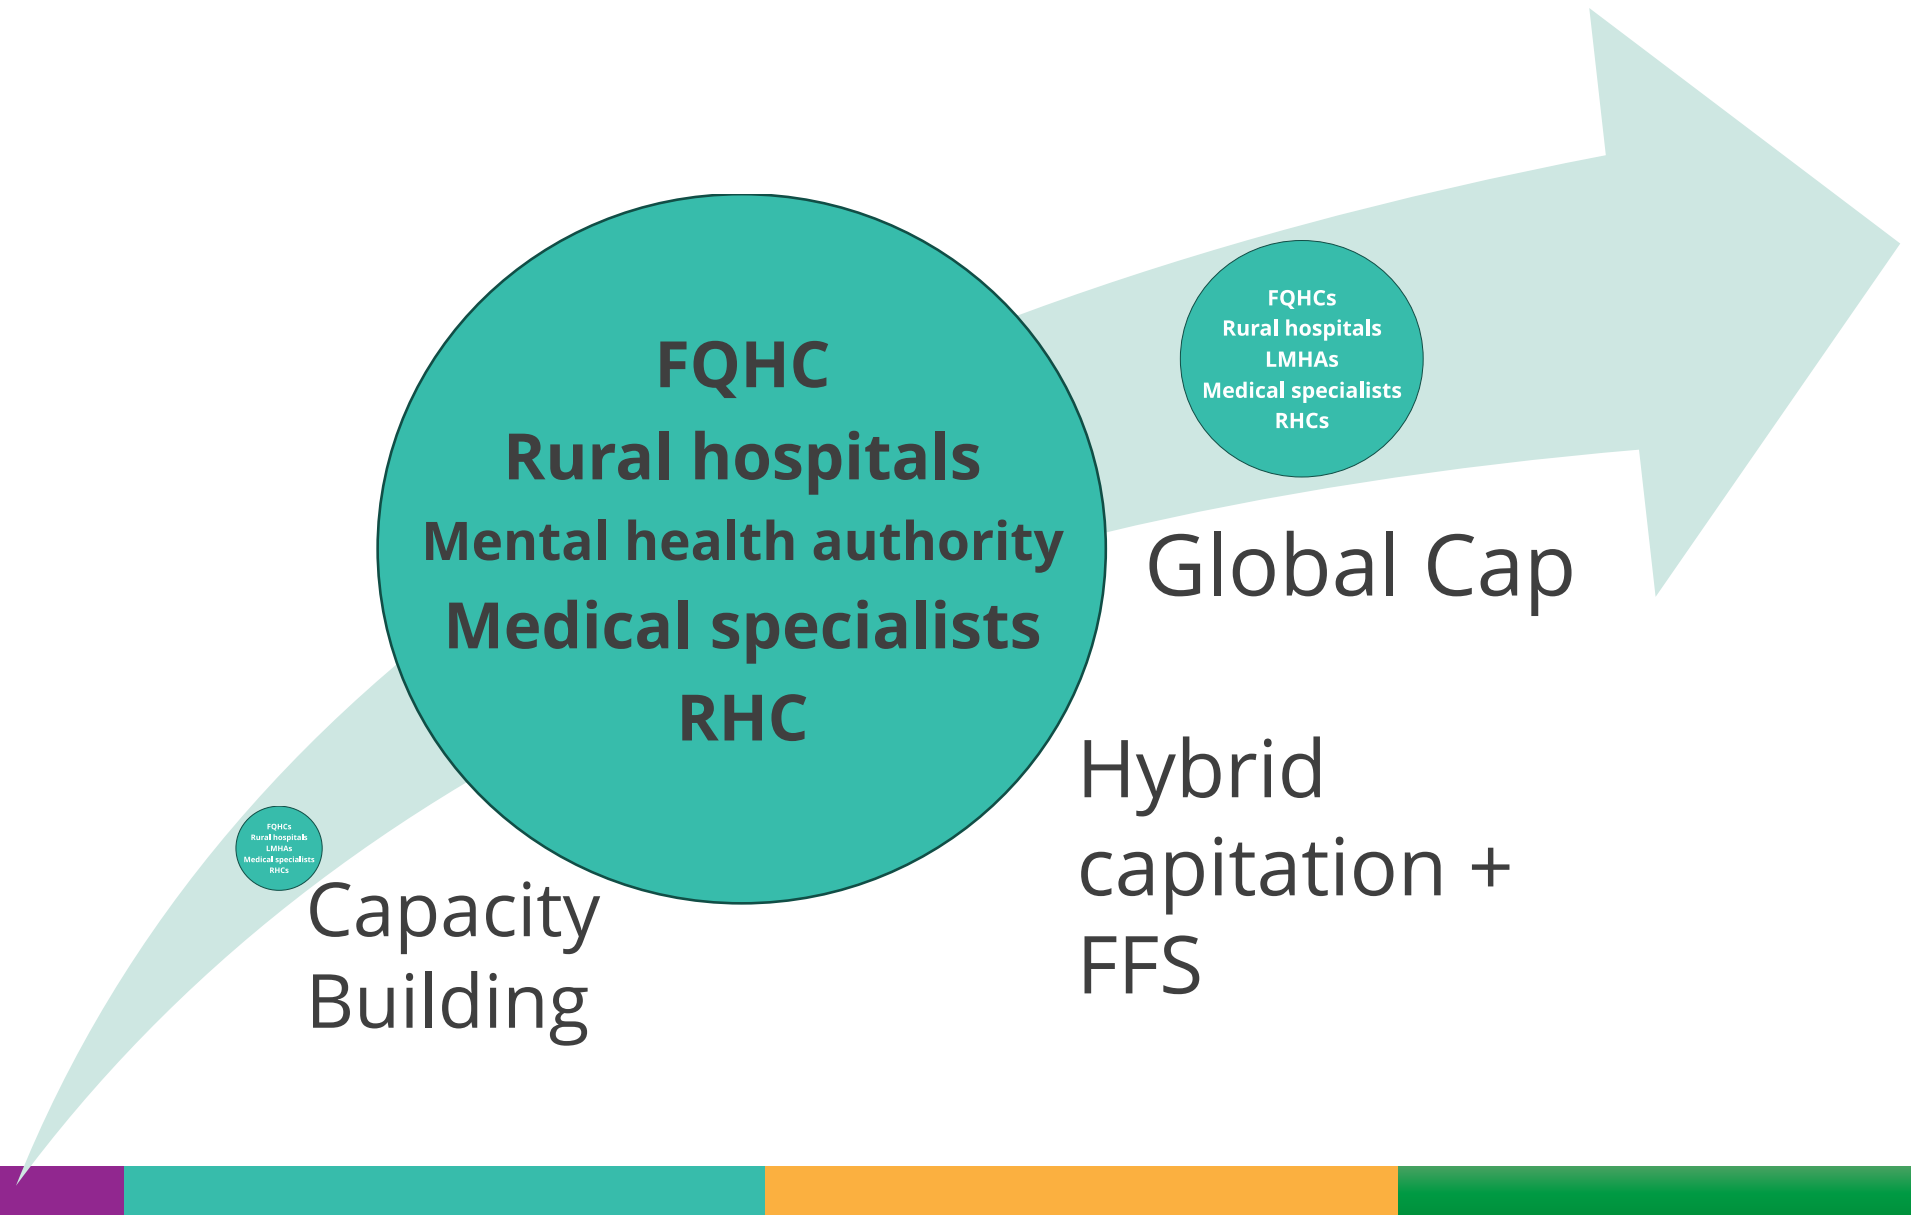 FQHC
Rural hospitals
Mental health authority
Medical specialists
RHC
FQHCs
Rural hospitals
LMHAs
Medical specialists
RHCs
Global Cap
Hybrid
capitation +
FFS
FQHCs
Rural hospitals
LMHAs
Medical specialists
RHCs
Capacity
Building